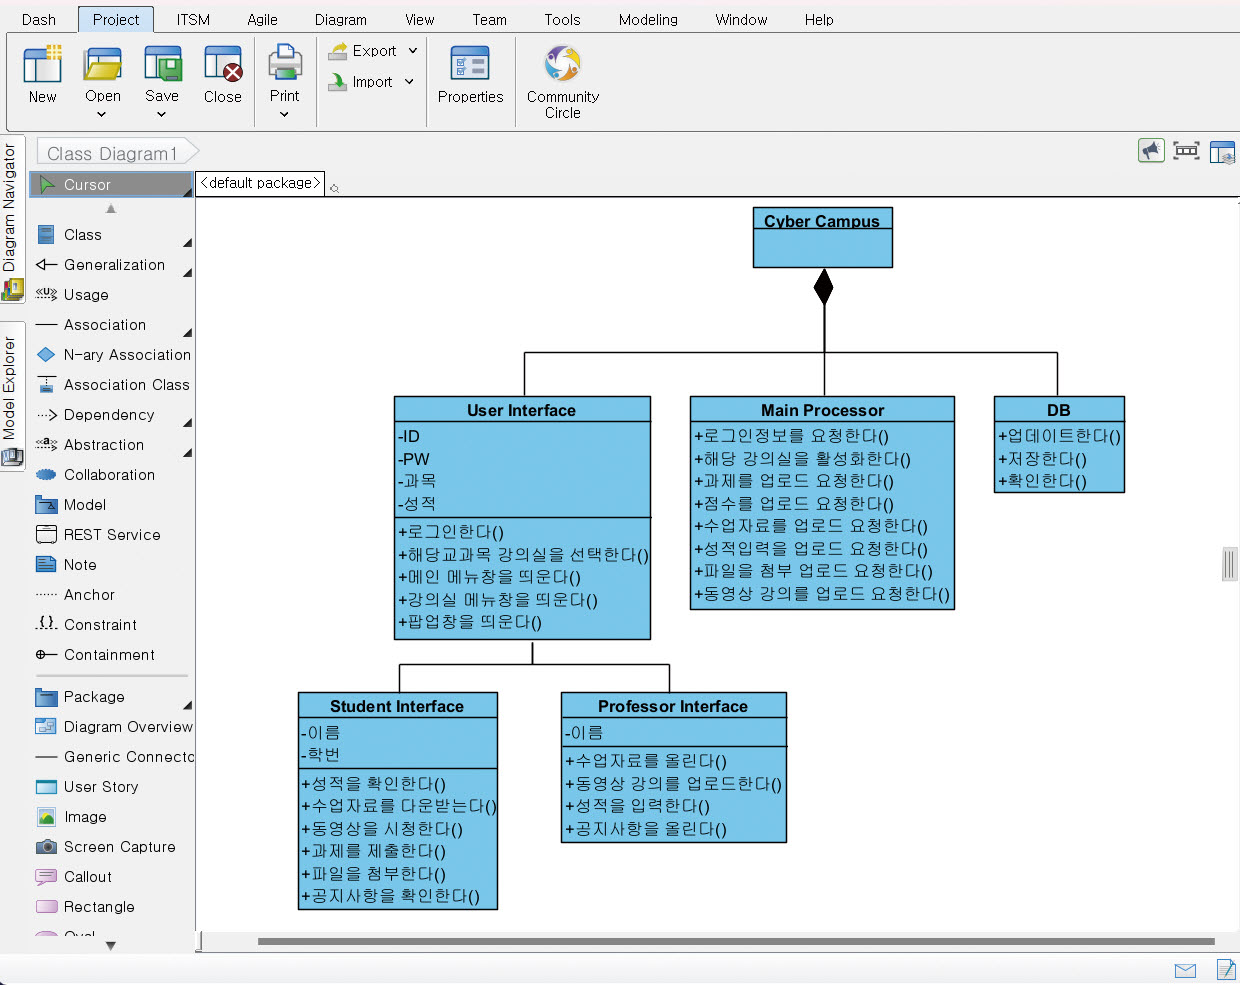 Dash Project ITSM Agile Diagram View Team Tools Modeling Window Help
New Open Save Close Print Export Import Properties Community Circle
Diagram Navigator
Model Explorer
Class Diagram1
Cursor
Class
Generalization
Usage
Association
N-ary Association
Association Class
Dependency
Abstraction
Collaboration
Model
REST Service
Note
Anchor
Constraint
Containment
Package
Diagram Overview
Generic Connecto
User Story
Image
Screen Capture
Callout
Rectangle
Oval
<default package>
Cyber Campus
User Interface
-ID
-PW
-과목
-성적
+로그인한다()
+해당교과목 강의실을 선택한다()
+메인 메뉴창을 띄운다()
+강의실 메뉴창을 띄운다()
+팝업창을 띄운다()
Main Processor
+로그인정보를 요청한다()
+해당 강의실을 활성화한다()
+과제를 업로드 요청한다()
+점수를 업로드 요청한다()
+수업자료를 업로드 요청한다()
+성적입력을 업로드 요청한다()
+파일을 첨부 업로드 요청한다()
+동영상 강의를 업로드 요청한다()
DB
+업데이트한다()
+저장한다()
+확인한다()
Student Interface
-이름
-학번
+성적을 확인한다()
+수업자료를 다운받는다()
+동영상을 시청한다()
+과제를 제출한다()
+파일을 첨부한다()
+공지사항을 확인한다()
Professor Interface
-이름
+수업자료를 올린다()
+동영상 강의를 업로드한다()
+성적을 입력한다()
+공지사항을 올린다()